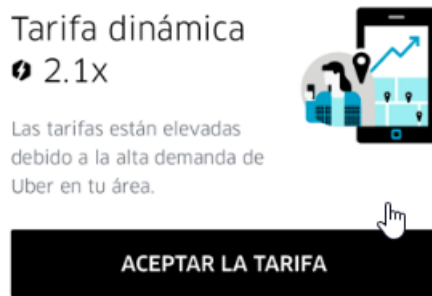 Tarifa dinámica
2.1x
Las tarifas están elevadas
debido a la alta demanda de
Uber en tu área.
ACEPTAR LA TARIFA